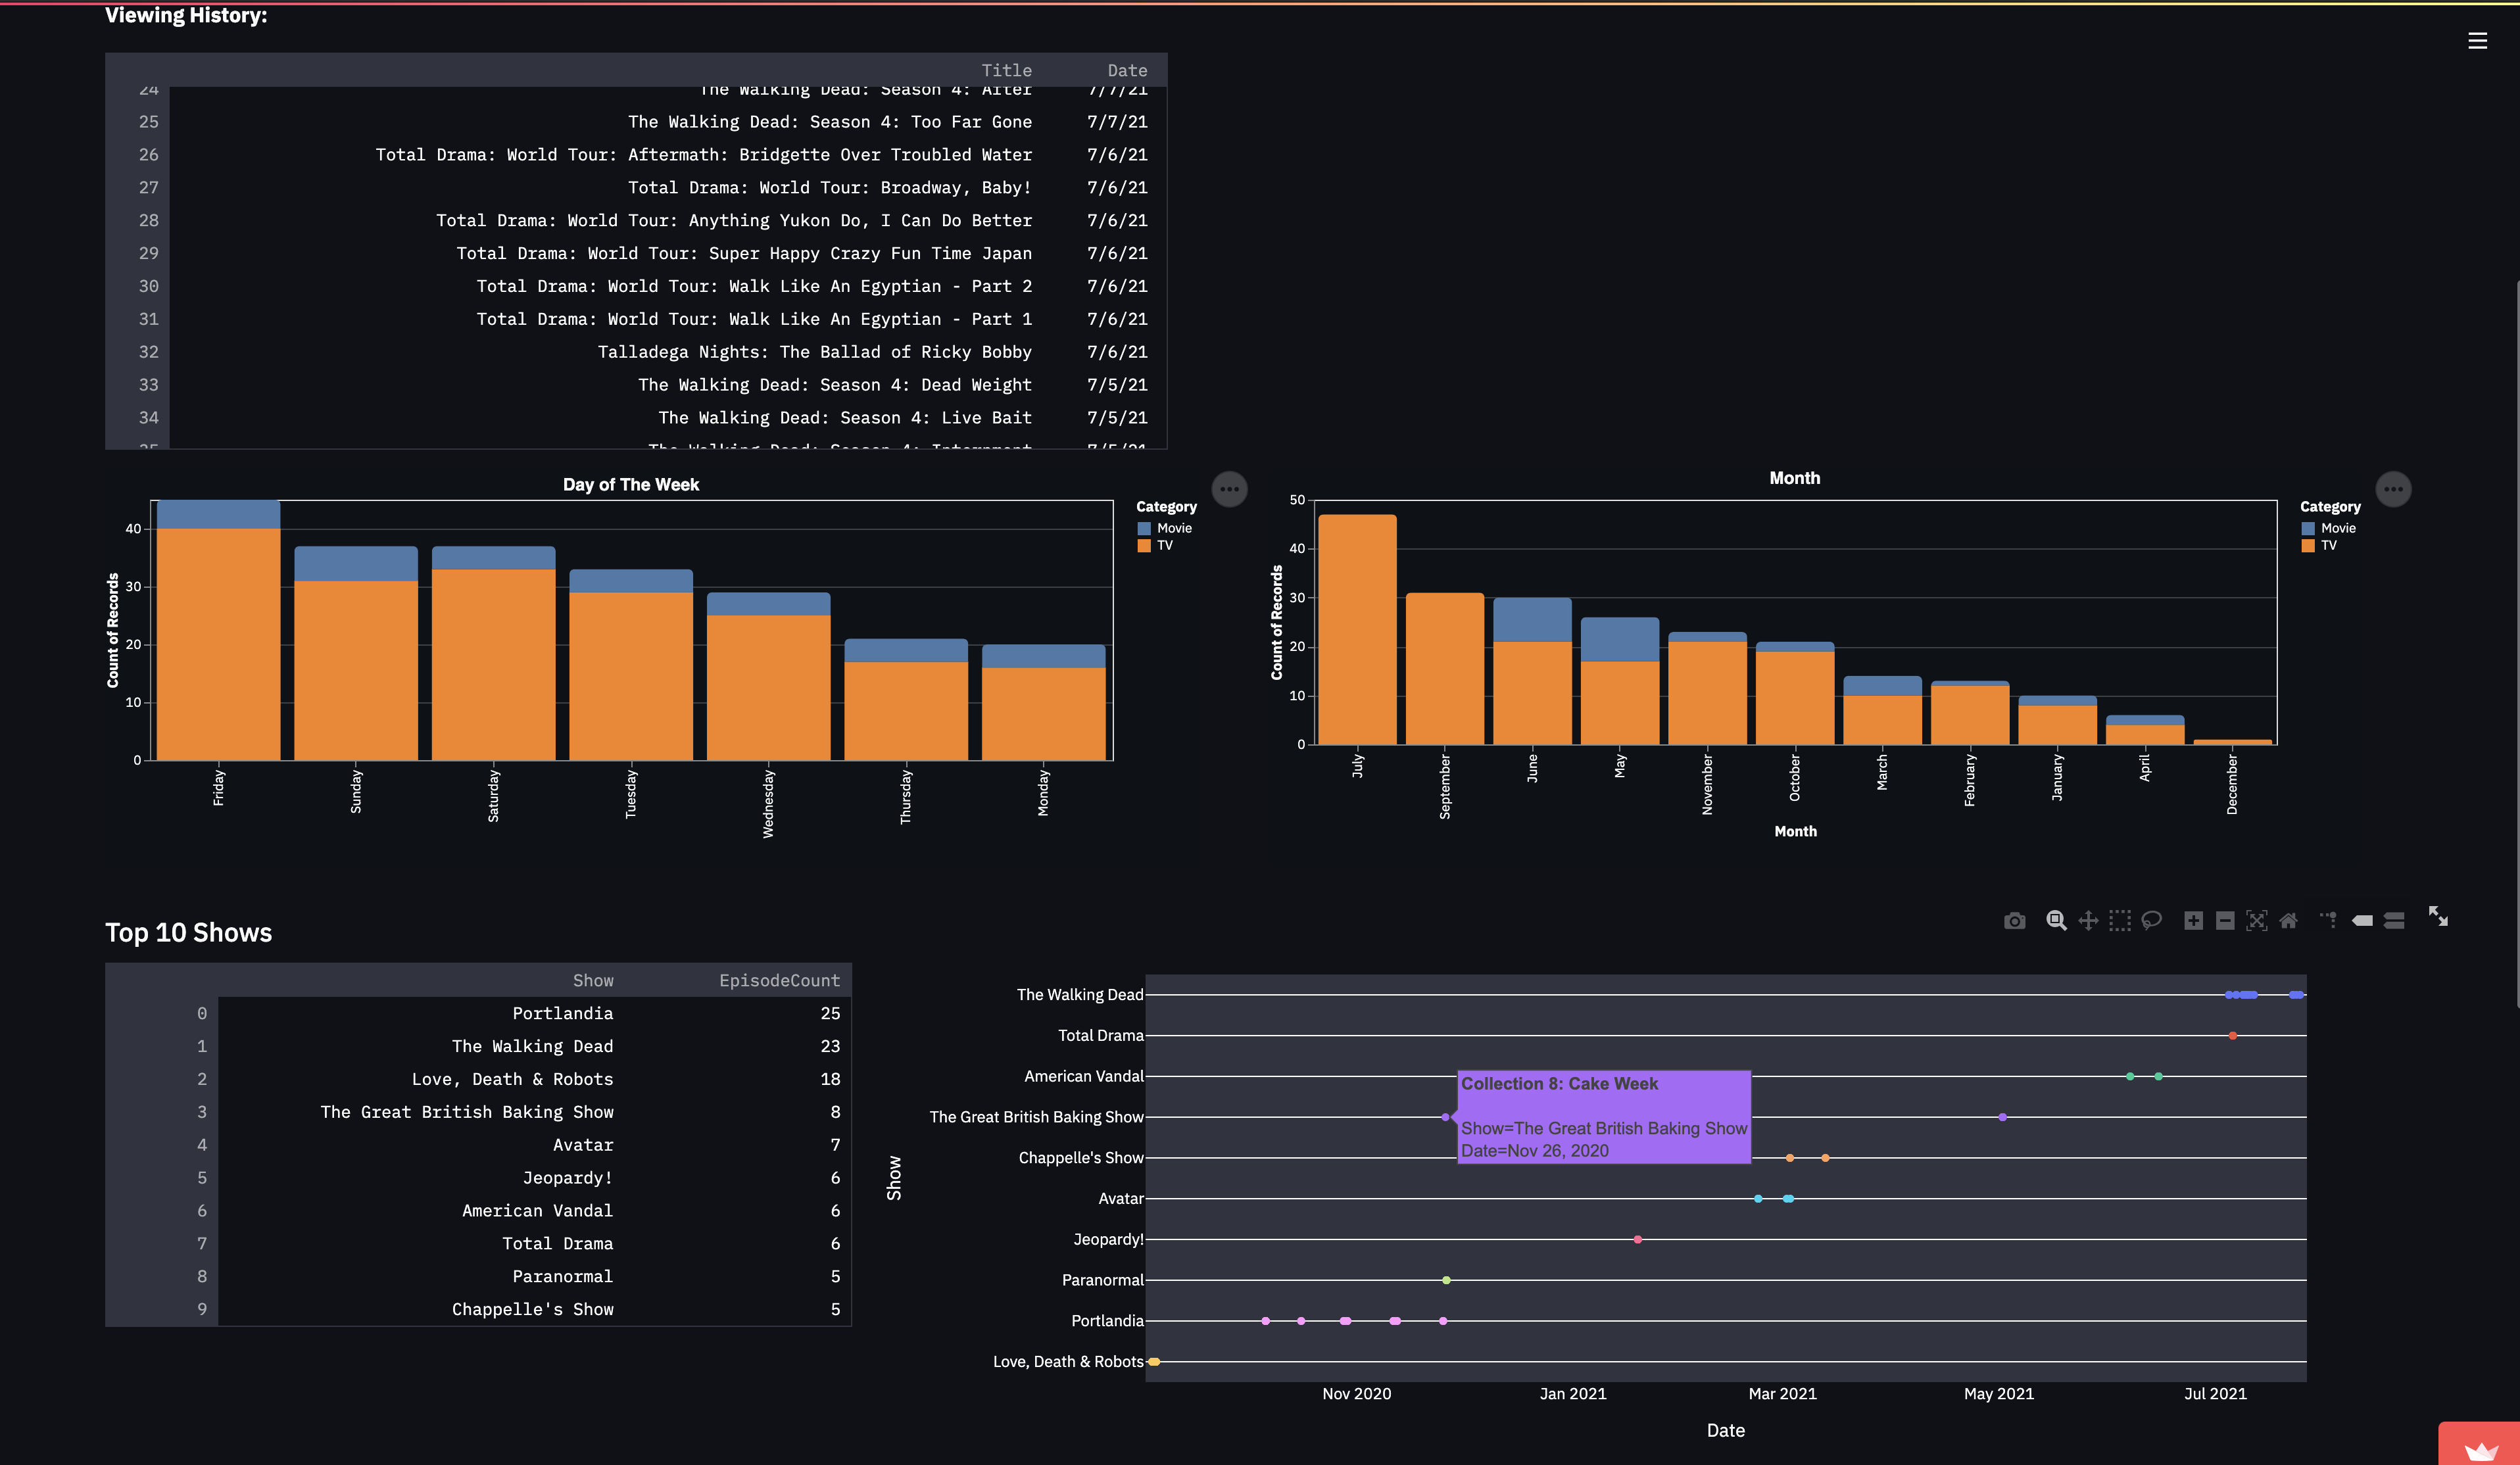 Viewing History:
Title Date
24 The Walking Dead: Season 4: After 7/7/21
25 The Walking Dead: Season 4: Too Far Gone 7/7/21
26 Total Drama: World Tour: Aftermath: Bridgette Over Troubled Water 7/6/21
27 Total Drama: World Tour: Broadway, Baby! 7/6/21
28 Total Drama: World Tour: Anything Yukon Do, I Can Do Better 7/6/21
29 Total Drama: World Tour: Super Happy Crazy Fun Time Japan 7/6/21
30 Total Drama: World Tour: Walk Like An Egyptian - Part 2 7/6/21
31 Total Drama: World Tour: Walk Like An Egyptian - Part 1 7/6/21
32 Talladega Nights: The Ballad of Ricky Bobby 7/6/21
33 The Walking Dead: Season 4: Dead Weight 7/5/21
34 The Walking Dead: Season 4: Live Bait 7/5/21
35 The Walking Dead: Season 4: Internment 7/5/21
Day of The Week
Count of Records
40
30
20
10
0
Friday
Sunday
Saturday
Tuesday
Wednesday
Thursday
Monday
Category
Movie
TV
Month
Count of Records
50
40
30
20
10
0
July
September
June
May
November
October
March
February
January
April
December
Month
Category
Movie
TV
Top 10 Shows
Show EpisodeCount
0 Portlandia 25
1 The Walking Dead 23
2 Love, Death & Robots 18
3 The Great British Baking Show 8
4 Avatar 7
5 Jeopardy! 6
6 American Vandal 6
7 Total Drama 6
8 Paranormal 5
9 Chappelle's Show 5
Show
The Walking Dead
Total Drama
American Vandal
The Great British Baking Show
Chappelle's Show
Avatar
Jeopardy!
Paranormal
Portlandia
Love, Death & Robots
Collection 8: Cake Week
Show=The Great British Baking Show
Date=Nov 26, 2020
Nov 2020 Jan 2021 Mar 2021 May 2021 Jul 2021
Date